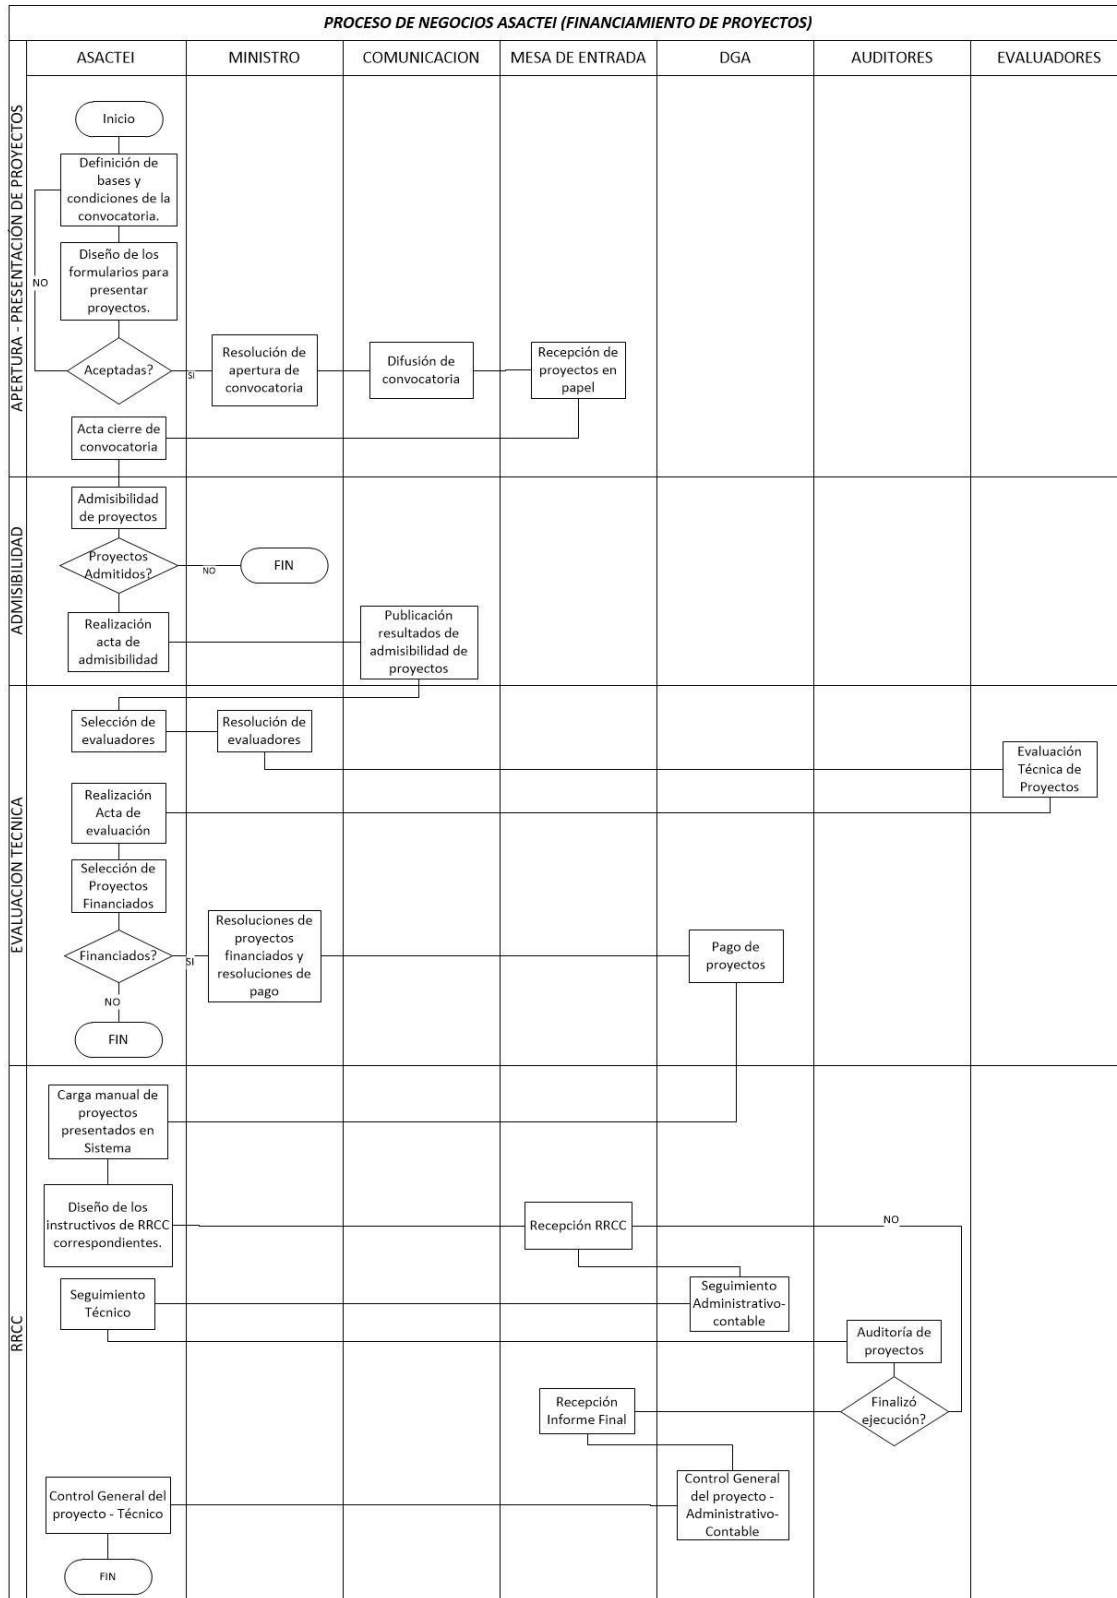 PROCESO DE NEGOCIOS ASACTEI (FINANCIAMIENTO DE PROYECTOS)
ASACTEI
MINISTRO
COMUNICACION
MESA DE ENTRADA
DGA
AUDITORES
EVALUADORES
APERTURA - PRESENTACIÓN DE PROYECTOS
Inicio
Definición de
bases y
condiciones de la
convocatoria.
Diseño de los
formularios para
presentar
proyectos.
NO
Aceptadas?
SI
Resolución de
apertura de
convocatoria
Difusión de
convocatoria
Recepción de
proyectos en
papel
Acta cierre de
convocatoria
ADMISIBILIDAD
Admisibilidad
de proyectos
Proyectos
Admitidos?
NO
FIN
Realización
acta de
admisibilidad
Publicación
resultados de
admisibilidad de
proyectos
EVALUACION TECNICA
Selección de
evaluadores
Resolución de
evaluadores
Evaluación
Técnica de
Proyectos
Realización
Acta de
evaluación
Selección de
Proyectos
Financiados
Financiados?
SI
Resoluciones de
proyectos
financiados y
resoluciones de
pago
Pago de
proyectos
NO
FIN
RRCC
Carga manual de
proyectos
presentados en
Sistema
Diseño de los
instructivos de RRCC
correspondientes.
Recepción RRCC
NO
Seguimiento
Técnico
Seguimiento
Administrativo-
contable
Auditoría de
proyectos
Finalizó
ejecución?
Recepción
Informe Final
Control General
del proyecto -
Administrativo-
Contable
Control General del
proyecto - Técnico
FIN